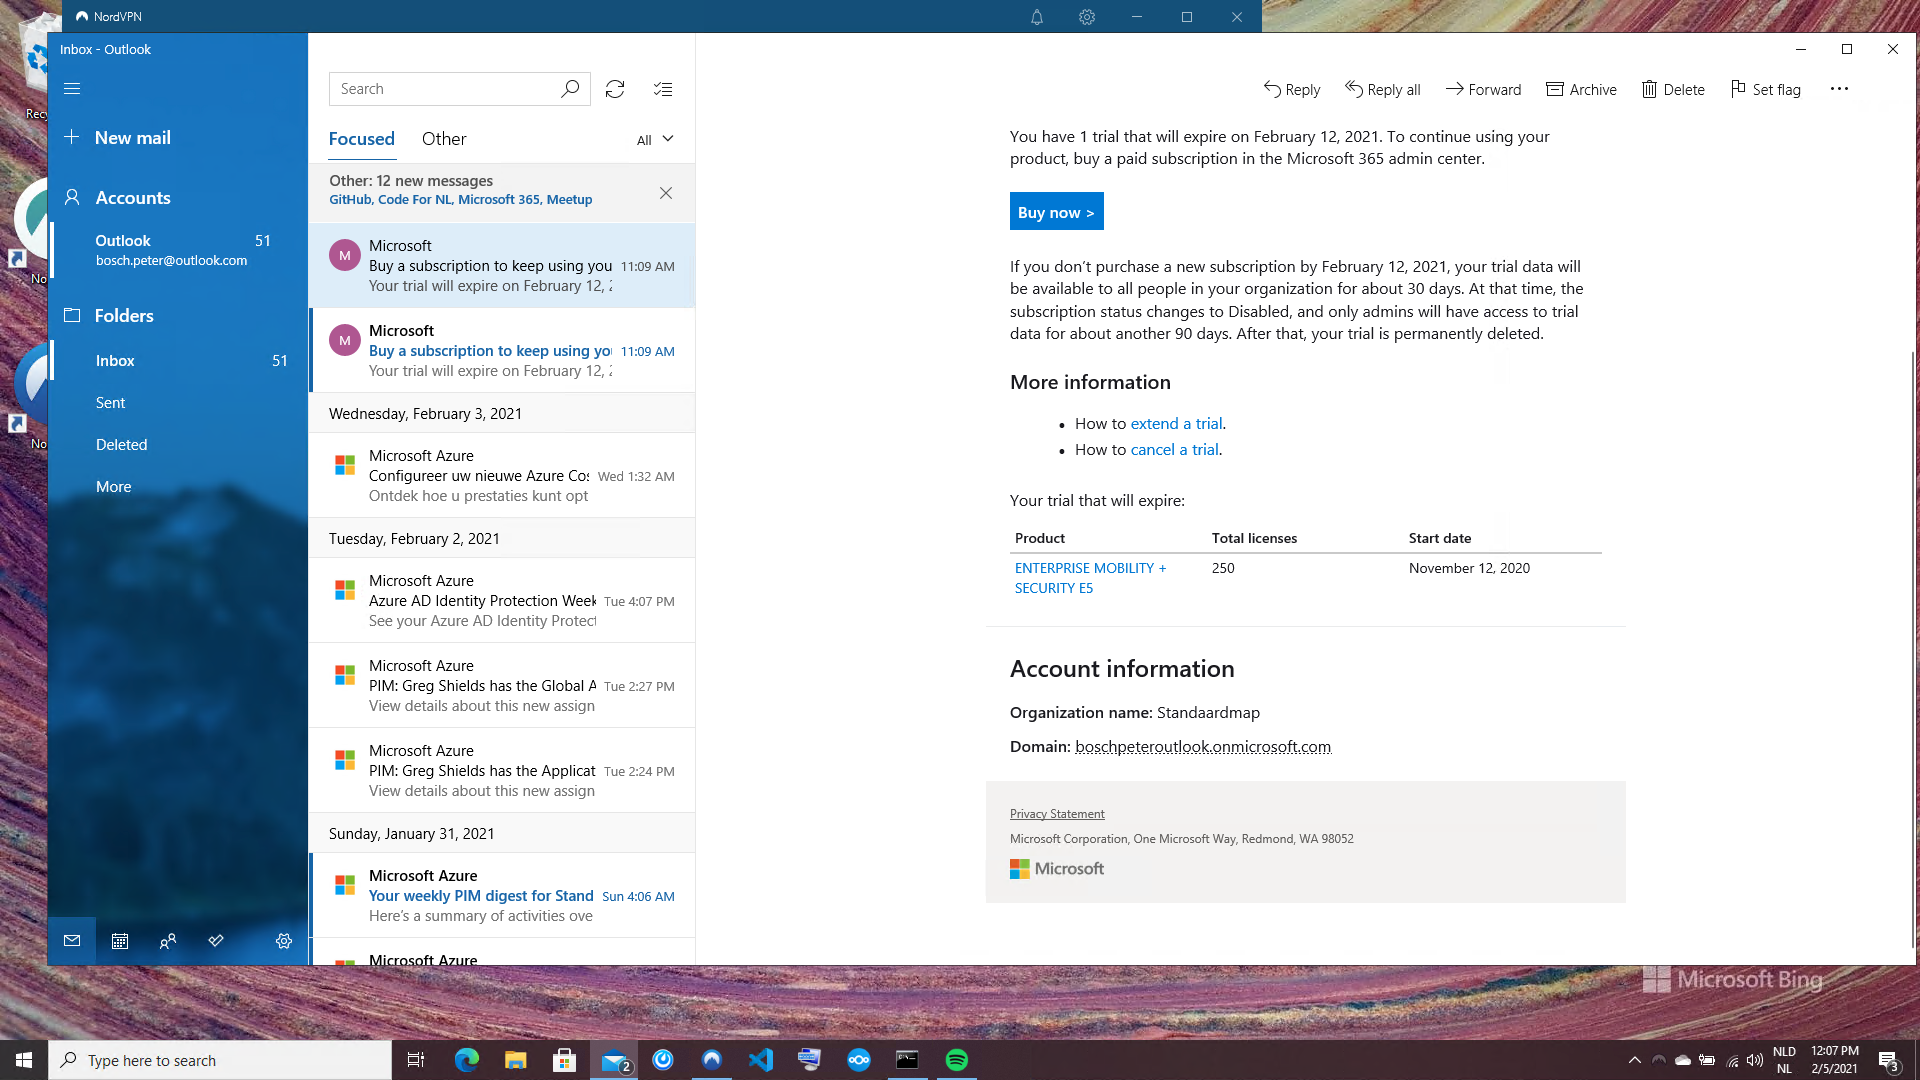 NordVPN
Inbox - Outlook
Search
Reply
Reply all
Forward
Archive
Delete
Set flag
New mail
Focused
Other
All
Other: 12 new messages
GitHub, Code For NL, Microsoft 365, Meetup
Accounts
Outlook 51
bosch.peter@outlook.com
Folders
Inbox 51
Sent
Deleted
More
M
Microsoft
Buy a subscription to keep using you 11:09 AM
Your trial will expire on February 12,
M
Microsoft
Buy a subscription to keep using yo 11:09 AM
Your trial will expire on February 12,
Wednesday, February 3, 2021
Microsoft Azure
Configureer uw nieuwe Azure Cos Wed 1:32 AM
Ontdek hoe u prestaties kunt opt
Tuesday, February 2, 2021
Microsoft Azure
Azure AD Identity Protection Week Tue 4:07 PM
See your Azure AD Identity Protect
Microsoft Azure
PIM: Greg Shields has the Global A Tue 2:27 PM
View details about this new assign
Microsoft Azure
PIM: Greg Shields has the Applicat Tue 2:24 PM
View details about this new assign
Sunday, January 31, 2021
Microsoft Azure
Your weekly PIM digest for Stand Sun 4:06 AM
Here's a summary of activities ove
Microsoft Azure
You have 1 trial that will expire on February 12, 2021. To continue using your
product, buy a paid subscription in the Microsoft 365 admin center.
Buy now >
If you don't purchase a new subscription by February 12, 2021, your trial data will
be available to all people in your organization for about 30 days. At that time, the
subscription status changes to Disabled, and only admins will have access to trial
data for about another 90 days. After that, your trial is permanently deleted.
More information
• How to extend a trial.
• How to cancel a trial.
Your trial that will expire:
Product Total licenses Start date
ENTERPRISE MOBILITY + 250 November 12, 2020
SECURITY E5
Account information
Organization name: Standaardmap
Domain: boschpeteroutlook.onmicrosoft.com
Privacy Statement
Microsoft Corporation, One Microsoft Way, Redmond, WA 98052
Microsoft
Recy
No
No
Microsoft Bing
Type here to search
2
NLD
NL
12:07 PM
2/5/2021
3